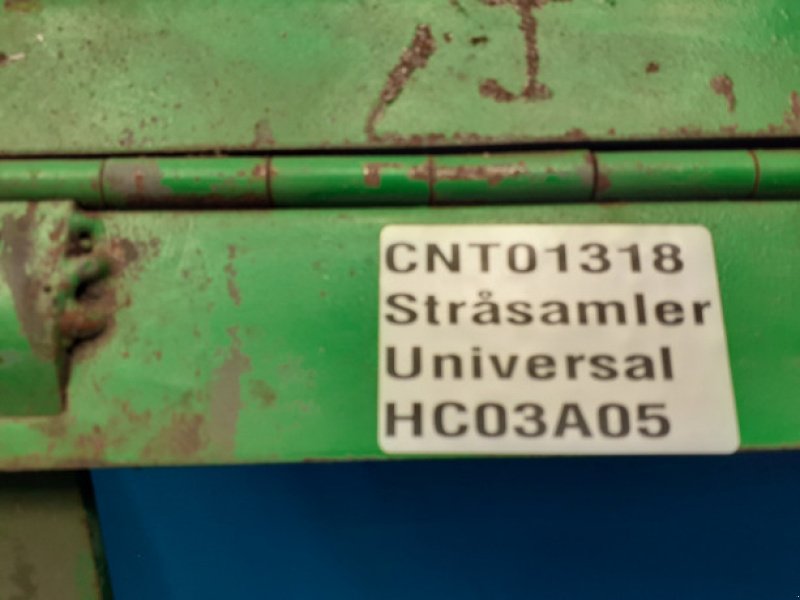 CNT01318
Stråsamler
Universal
HC03A05